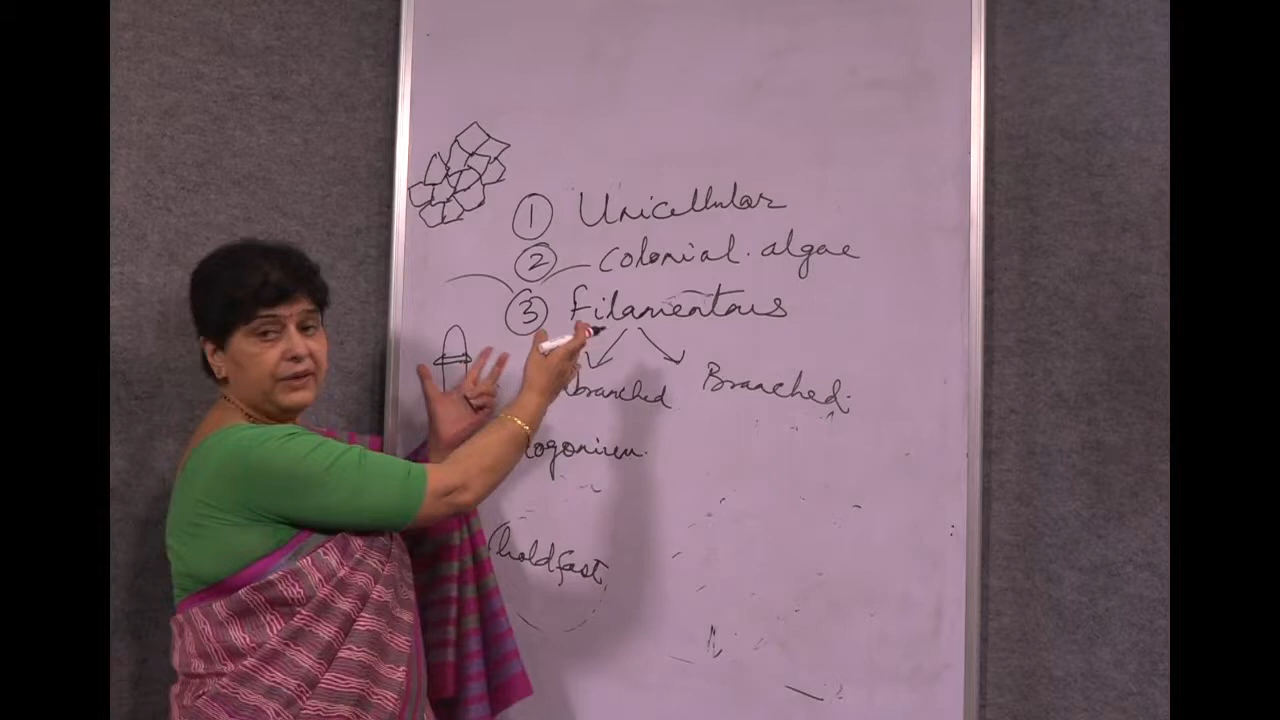 ① Unicellular
② Colonial algae
③ Filamentous
branched Branched
ogonium.
holdfast